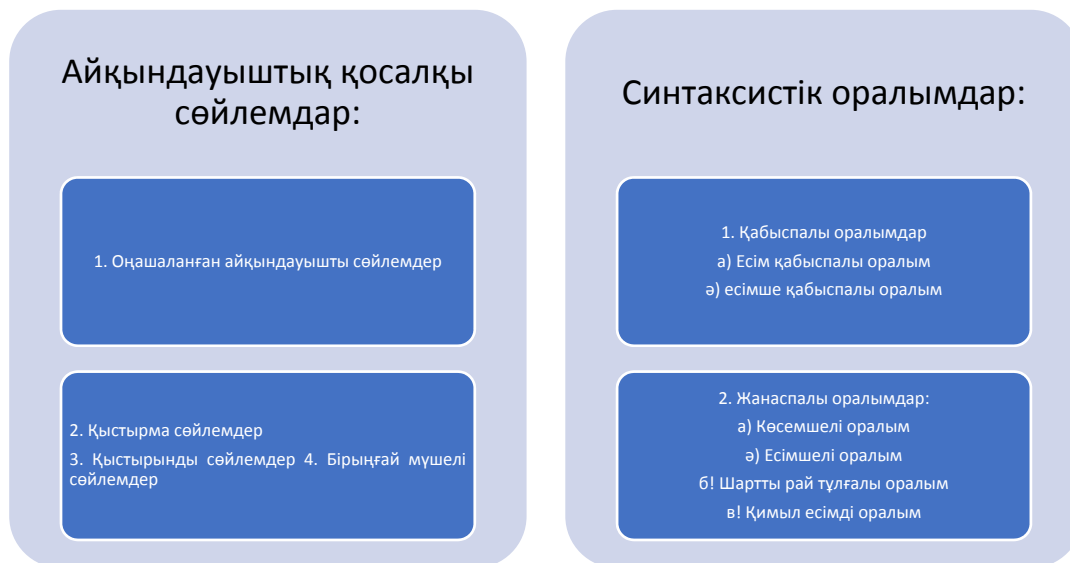 Айқындауыштық қосалқы
сөйлемдар:
1. Оңашаланған айқындауышты сөйлемдер
2. Қыстырма сөйлемдер
3. Қыстырынды сөйлемдер 4. Бірыңғай мүшелі
сөйлемдер
Синтаксистік оралымдар:
1. Қабыспалы оралымдар
а) Есім қабыспалы оралым
ә) есімше қабыспалы оралым
2. Жанаспалы оралымдар:
а) Көсемшелі оралым
ә) Есімшелі оралым
б! Шартты рай тұлғалы оралым
в! Қимыл есімді оралым